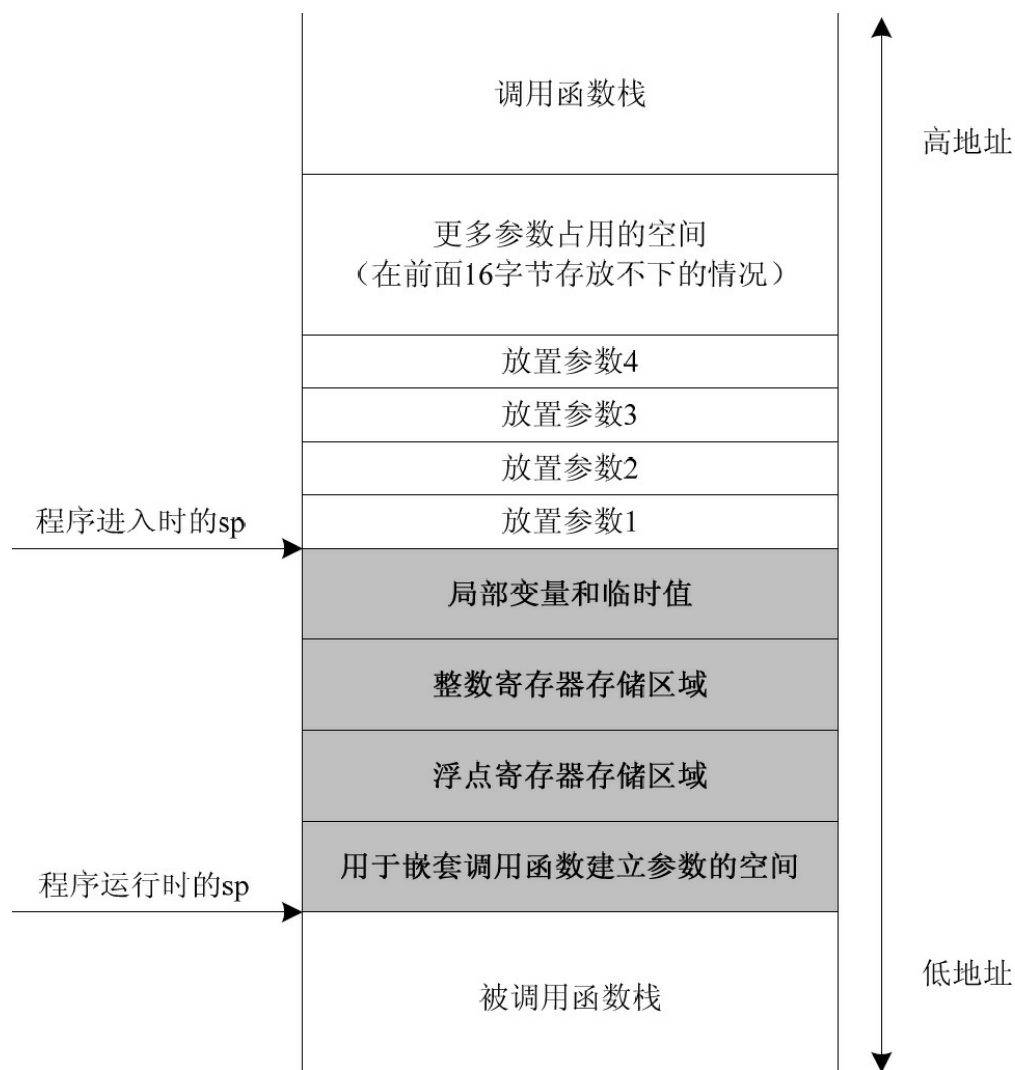 调用函数栈
高地址
更多参数占用的空间
（在前面16字节存放不下的情况）
放置参数4
放置参数3
放置参数2
放置参数1
程序进入时的sp
局部变量和临时值
整数寄存器存储区域
浮点寄存器存储区域
用于嵌套调用函数建立参数的空间
程序运行时的sp
低地址
被调用函数栈